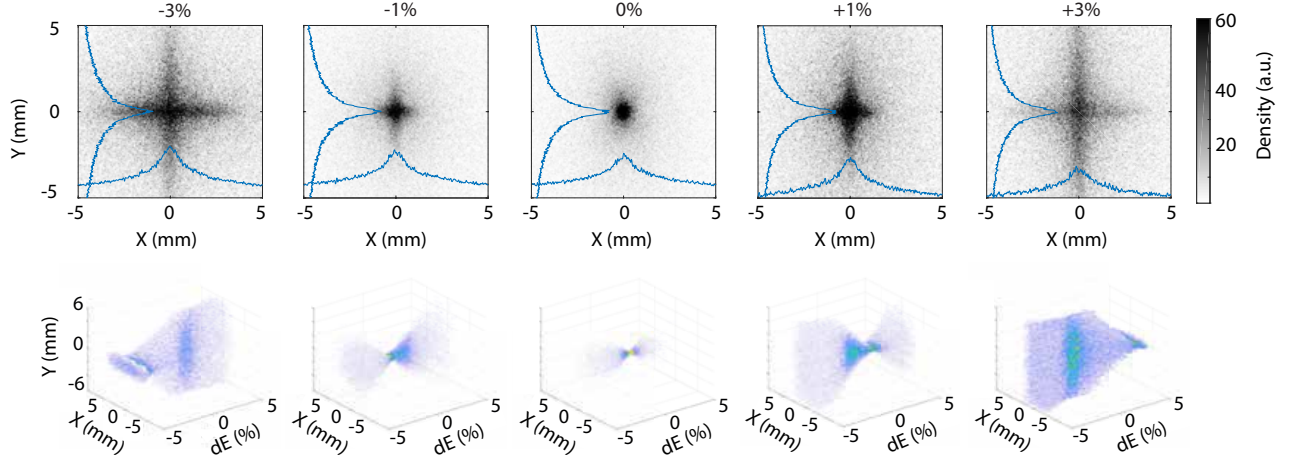 -3% -1% 0% +1% +3%
5
0
-5
Y (mm)
-5 0 5 -5 0 5 -5 0 5 -5 0 5 -5 0 5
X (mm) X (mm) X (mm) X (mm) X (mm)
60
40
20
Density (a.u.)
6
0
-6
Y (mm)
5 0 -5 5 0 -5 5 0 -5 5 0 -5 5 0 -5
X (mm) X (mm) X (mm) X (mm) X (mm)
-5 0 5 -5 0 5 -5 0 5 -5 0 5 -5 0 5
dE (%) dE (%) dE (%) dE (%) dE (%)